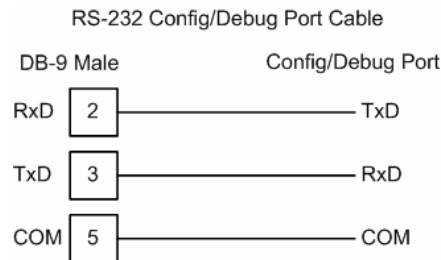 RS-232 Config/Debug Port Cable
DB-9 Male Config/Debug Port
RxD 2 TxD
TxD 3 RxD
COM 5 COM